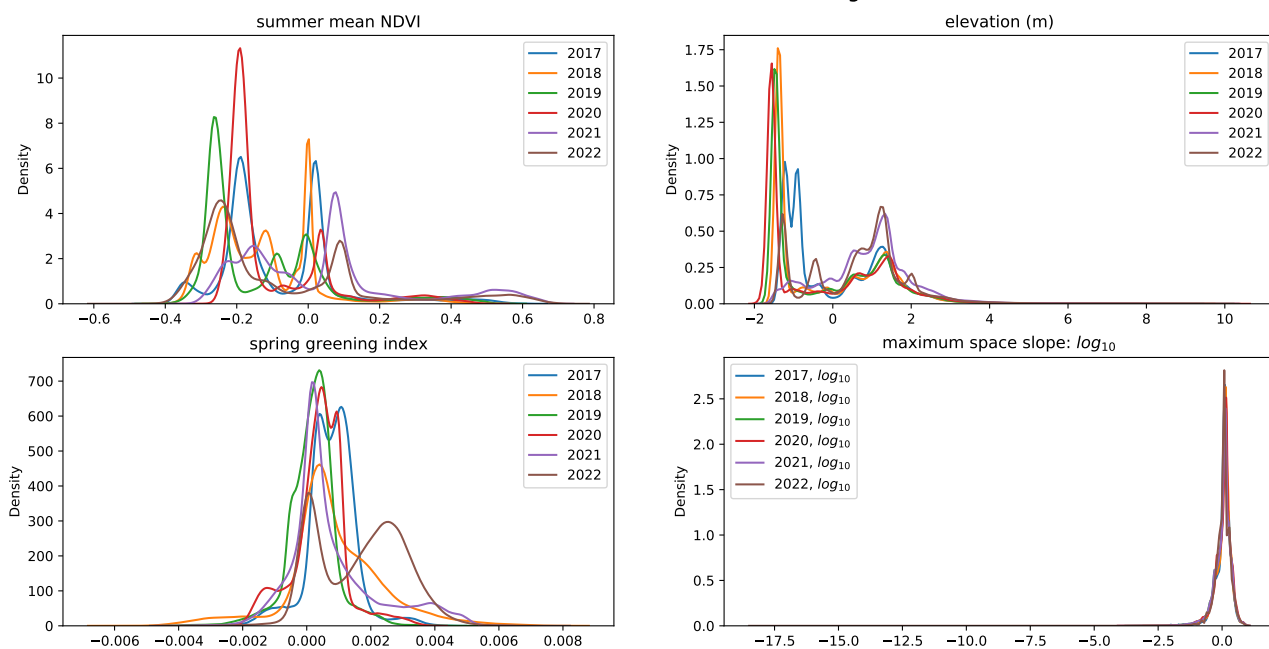 summer mean NDVI
Density
10
8
6
4
2
0
−0.6 −0.4 −0.2 0.0 0.2 0.4 0.6 0.8
2017
2018
2019
2020
2021
2022
elevation (m)
Density
1.75
1.50
1.25
1.00
0.75
0.50
0.25
0.00
−2 0 2 4 6 8 10
2017
2018
2019
2020
2021
2022
spring greening index
Density
700
600
500
400
300
200
100
0
−0.006 −0.004 −0.002 0.000 0.002 0.004 0.006 0.008
2017
2018
2019
2020
2021
2022
maximum space slope: log₁₀
Density
2.5
2.0
1.5
1.0
0.5
0.0
−17.5 −15.0 −12.5 −10.0 −7.5 −5.0 −2.5 0.0
2017, log₁₀
2018, log₁₀
2019, log₁₀
2020, log₁₀
2021, log₁₀
2022, log₁₀